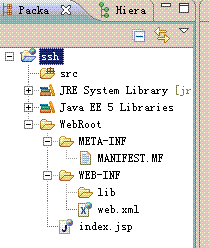 Packa
Hiera
ssh
src
JRE System Library [jr
Java EE 5 Libraries
WebRoot
META-INF
MANIFEST.MF
WEB-INF
lib
web.xml
index.jsp